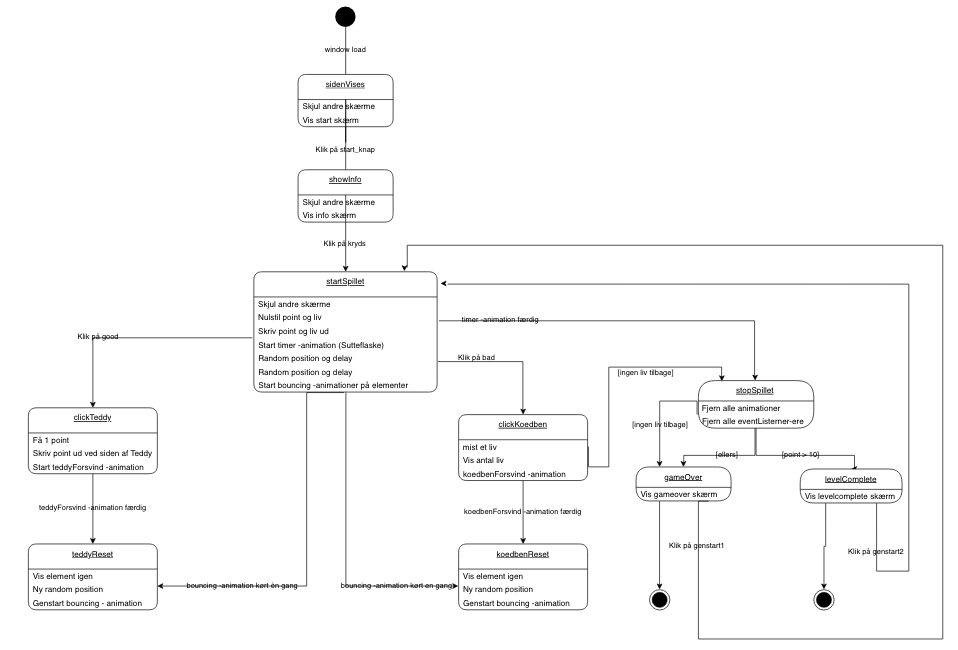 window load
sidenVises
Skjul andre skærme
Vis start skærm
Klik på start_knap
showInfo
Skjul andre skærme
Vis info skærm
Klik på kryds
startSpillet
Skjul andre skærme
Nulstil point og liv
Skriv point og liv ud
Start timer -animation (Sutteflaske)
Random position og delay
Random position og delay
Start bouncing -animationer på elementer
timer -animation færdig
Klik på good
Klik på bad
[ingen liv tilbage]
stopSpillet
Fjern alle animationer
Fjern alle eventListerner-ere
clickTeddy
Få 1 point
Skriv point ud ved siden af Teddy
Start teddyForsvind -animation
clickKoedben
mist et liv
Vis antal liv
koedbenForsvind -animation
[ingen liv tilbage]
[ellers]
[point > 10]
gameOver
Vis gameover skærm
levelComplete
Vis levelcomplete skærm
teddyForsvind -animation færdig
koedbenForsvind -animation færdig
Klik på genstart1
Klik på genstart2
teddyReset
Vis element igen
Ny random position
Genstart bouncing - animation
bouncing -animation kørt èn gang
bouncing -animation kørt en gang
koedbenReset
Vis element igen
Ny random position
Genstart bouncing -animation